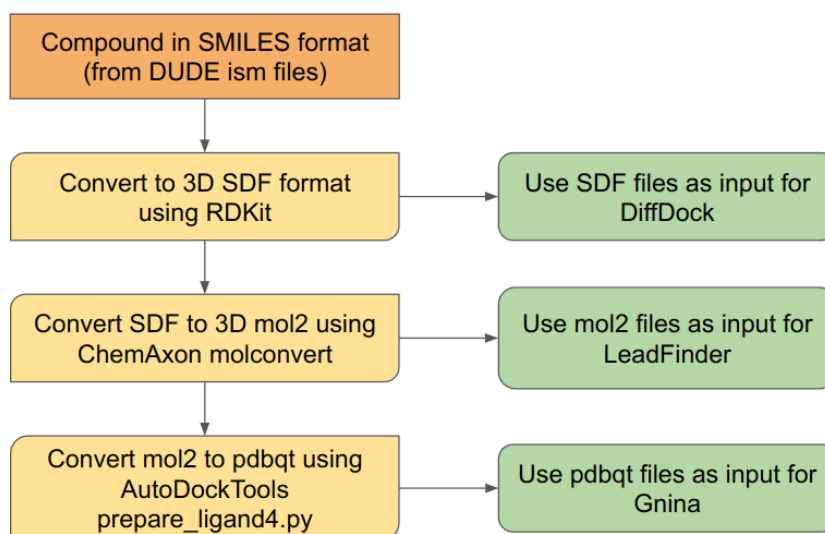 Compound in SMILES format
(from DUDE ism files)
Convert to 3D SDF format
using RDKit
Use SDF files as input for
DiffDock
Convert SDF to 3D mol2 using
ChemAxon molconvert
Use mol2 files as input for
LeadFinder
Convert mol2 to pdbqt using
AutoDockTools
prepare_ligand4.py
Use pdbqt files as input for
Gnina